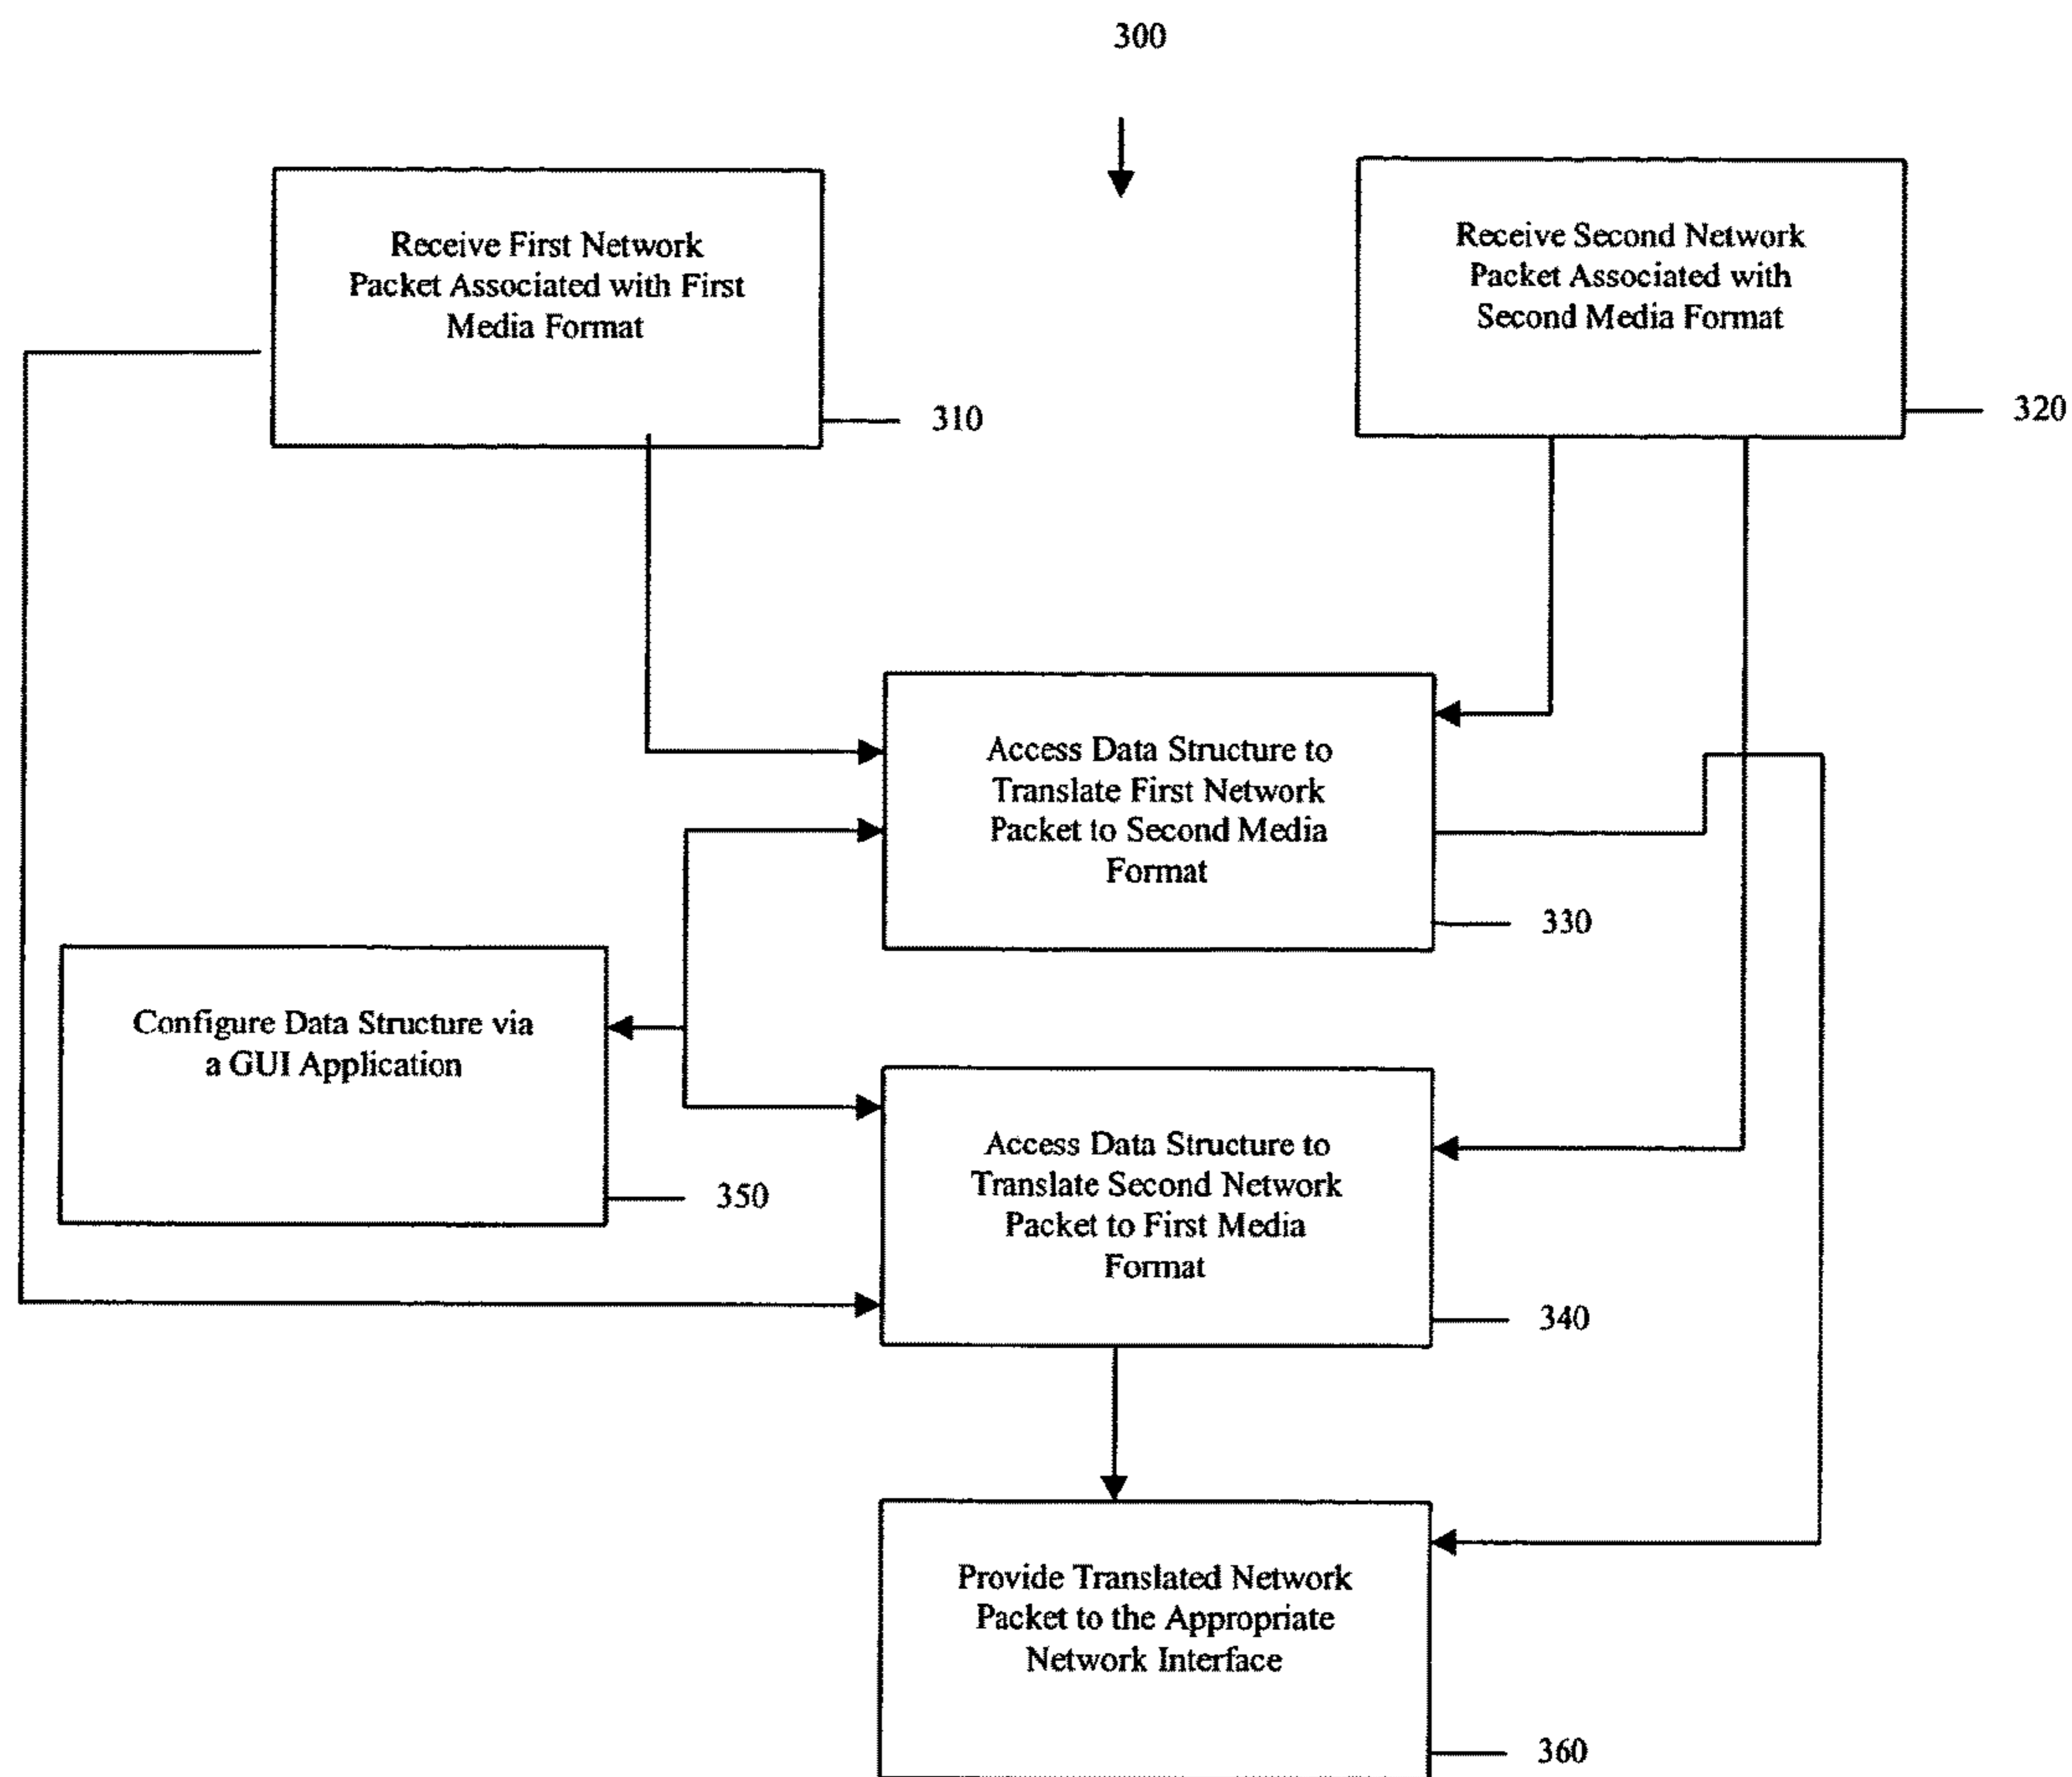 300
Receive First Network
Packet Associated with First
Media Format
310
Receive Second Network
Packet Associated with
Second Media Format
320
Access Data Structure to
Translate First Network
Packet to Second Media
Format
330
Configure Data Structure via
a GUI Application
350
Access Data Structure to
Translate Second Network
Packet to First Media
Format
340
Provide Translated Network
Packet to the Appropriate
Network Interface
360